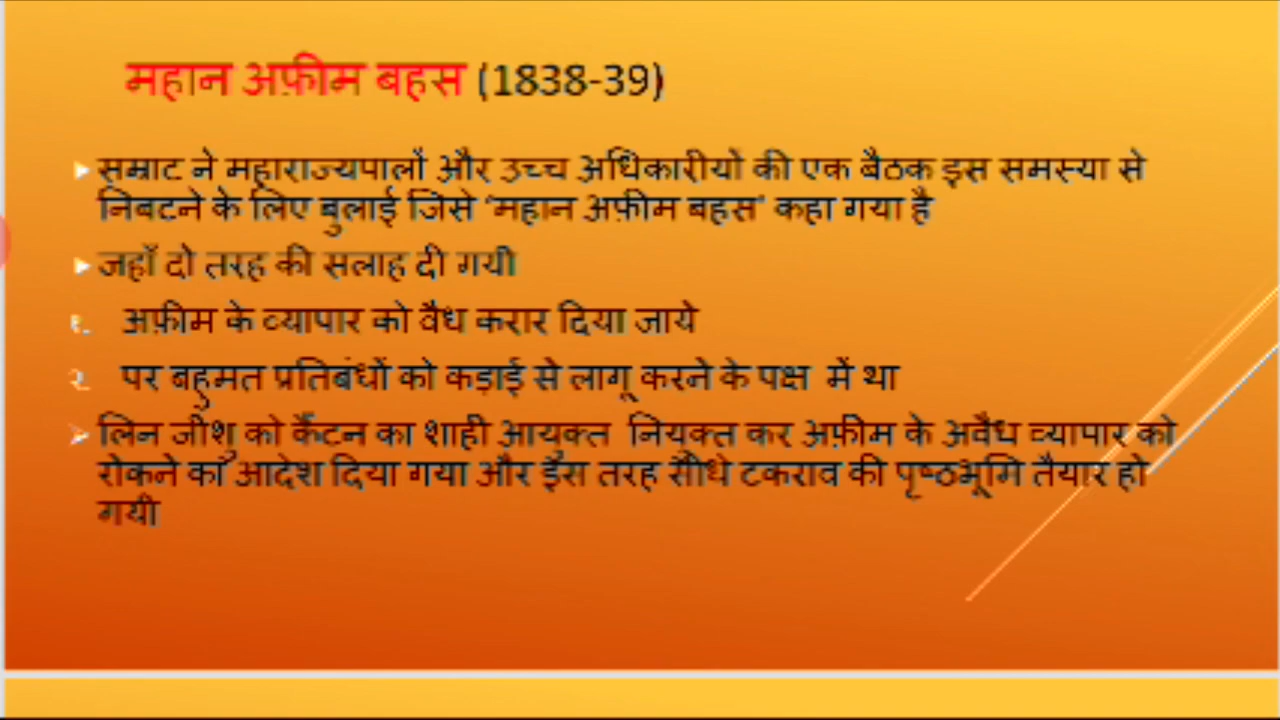 महान अफ़ीम बहस (1838-39)
सम्राट ने महाराज्यपालों और उच्च अधिकारीयों की एक बैठक इस समस्या से
निबटने के लिए बुलाई जिसे 'महान अफ़ीम बहस' कहा गया है
जहाँ दो तरह की सलाह दी गयी
१. अफ़ीम के व्यापार को वैध करार दिया जाये
२. पर बहुमत प्रतिबंधों को कड़ाई से लागू करने के पक्ष में था
लिन जीशु को कैंटन का शाही आयुक्त नियुक्त कर अफ़ीम के अवैध व्यापार को
रोकने का आदेश दिया गया और इस तरह सीधे टकराव की पृष्ठभूमि तैयार हो
गयी